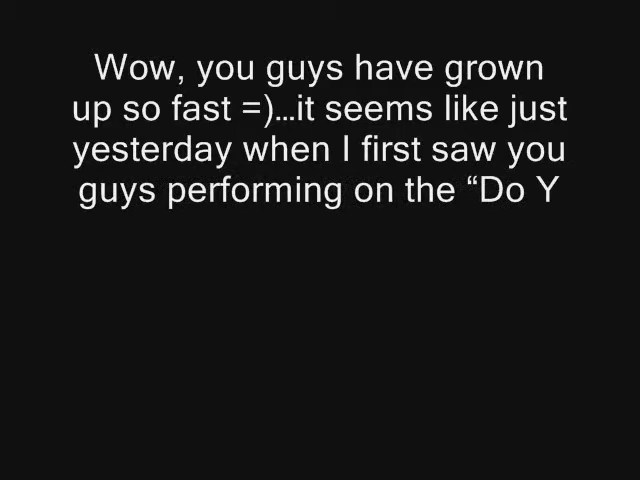 Wow, you guys have grown
up so fast =)…it seems like just
yesterday when I first saw you
guys performing on the “Do Y